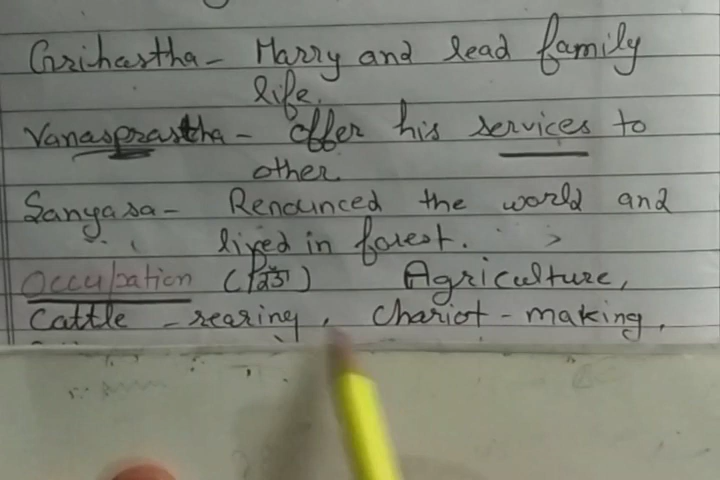 Grihastha - Marry and lead family
life.
Vanasprastha - offer his services to
other.
Sanyasa - Renounced the world and
lived in forest.
Occupation Agriculture,
Cattle - rearing, Chariot - making,